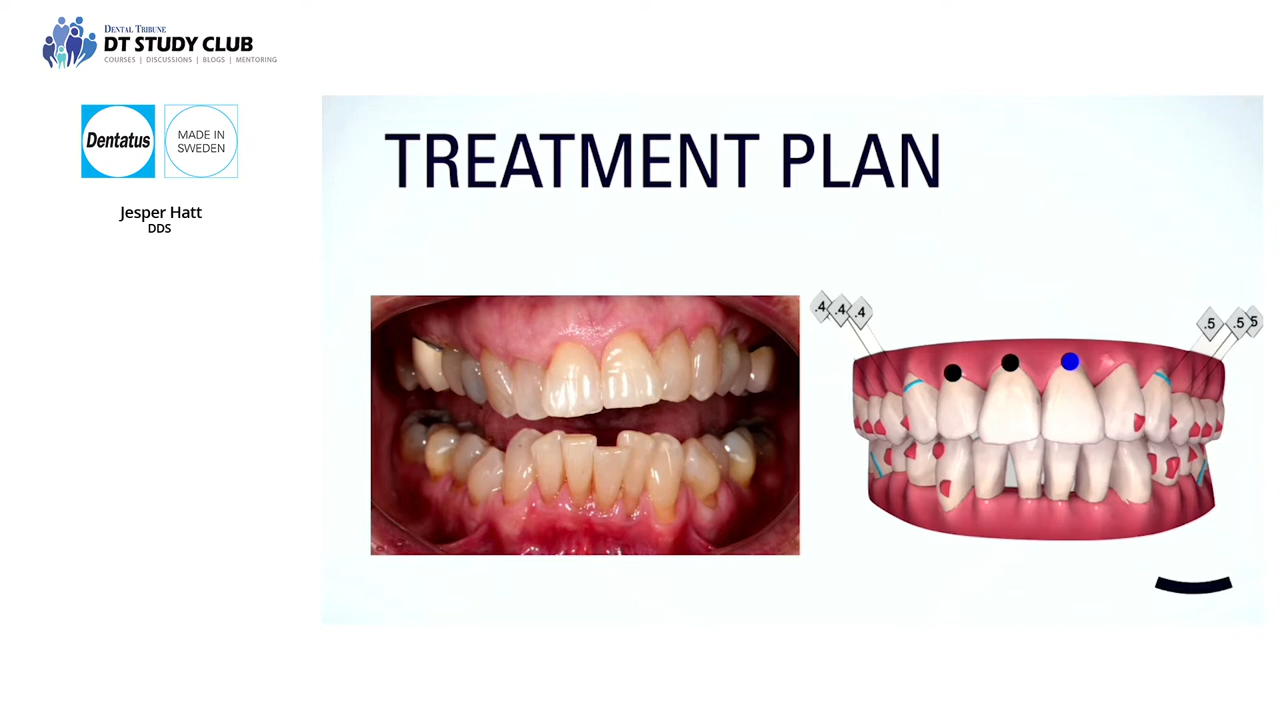 DENTAL TRIBUNE
DT STUDY CLUB
COURSES | DISCUSSIONS | BLOGS | MENTORING
Dentatus
MADE IN
SWEDEN
Jesper Hatt
DDS
TREATMENT PLAN
.4 .4 .4
.5 .5 5